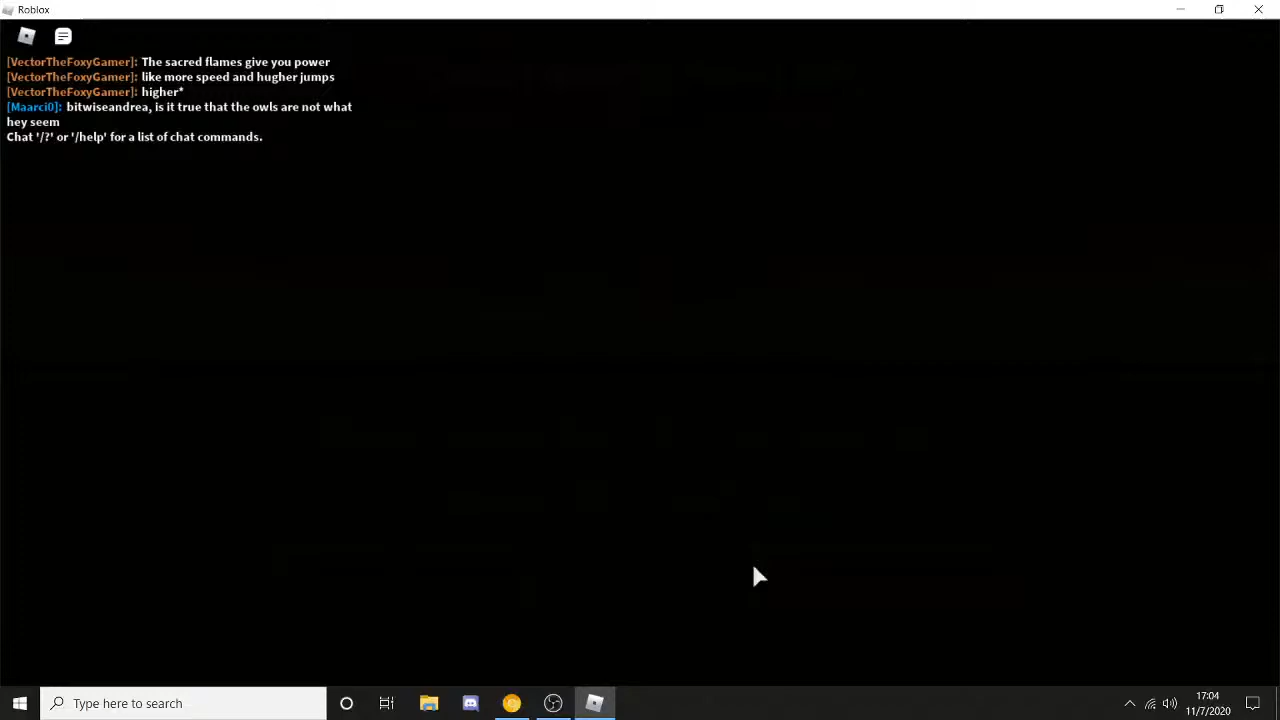 Roblox
[VectorTheFoxyGamer]: The sacred flames give you power
[VectorTheFoxyGamer]: like more speed and hugher jumps
[VectorTheFoxyGamer]: higher*
[Maarci0]: bitwiseandrea, is it true that the owls are not what
hey seem
Chat '/?' or '/help' for a list of chat commands.
Type here to search
17:04
11/7/2020